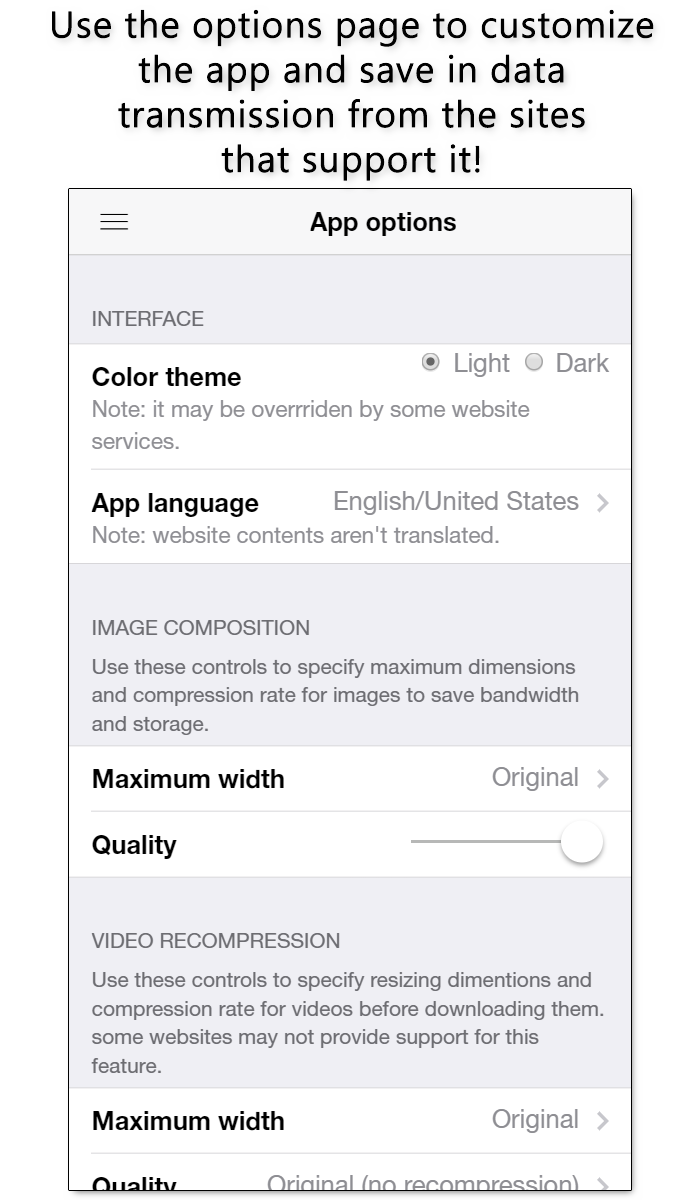 Use the options page to customize
the app and save in data
transmission from the sites
that support it!
App options
INTERFACE
Color theme
Light Dark
Note: it may be overrriden by some website
services.
App language English/United States
Note: website contents aren't translated.
IMAGE COMPOSITION
Use these controls to specify maximum dimensions
and compression rate for images to save bandwidth
and storage.
Maximum width Original
Quality
VIDEO RECOMPRESSION
Use these controls to specify resizing dimentions and
compression rate for videos before downloading them.
some websites may not provide support for this
feature.
Maximum width Original
Quality Original (no recompression)